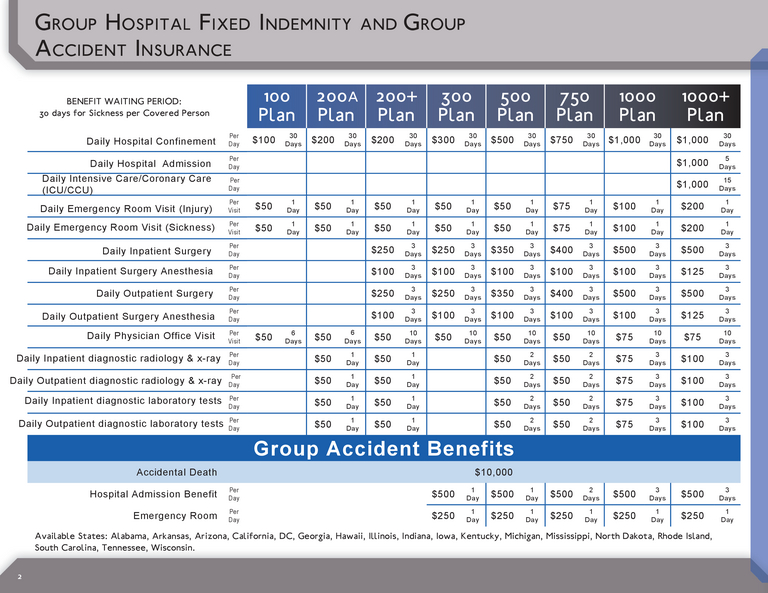 Group Hospital Fixed Indemnity and Group
Accident Insurance
BENEFIT WAITING PERIOD:
30 days for Sickness per Covered Person
100 Plan 200A Plan 200+ Plan 300 Plan 500 Plan 750 Plan 1000 Plan 1000+ Plan
Daily Hospital Confinement Per Day $100 30 Days $200 30 Days $200 30 Days $300 30 Days $500 30 Days $750 30 Days $1,000 30 Days $1,000 30 Days
Daily Hospital Admission Per Day $1,000 5 Days
Daily Intensive Care/Coronary Care (ICU/CCU) Per Day $1,000 15 Days
Daily Emergency Room Visit (Injury) Per Visit $50 1 Day $50 1 Day $50 1 Day $50 1 Day $50 1 Day $75 1 Day $100 1 Day $200 1 Day
Daily Emergency Room Visit (Sickness) Per Visit $50 1 Day $50 1 Day $50 1 Day $50 1 Day $50 1 Day $75 1 Day $100 1 Day $200 1 Day
Daily Inpatient Surgery Per Day $250 3 Days $250 3 Days $350 3 Days $400 3 Days $500 3 Days $500 3 Days
Daily Inpatient Surgery Anesthesia Per Day $100 3 Days $100 3 Days $100 3 Days $100 3 Days $100 3 Days $125 3 Days
Daily Outpatient Surgery Per Day $250 3 Days $250 3 Days $350 3 Days $400 3 Days $500 3 Days $500 3 Days
Daily Outpatient Surgery Anesthesia Per Day $100 3 Days $100 3 Days $100 3 Days $100 3 Days $100 3 Days $125 3 Days
Daily Physician Office Visit Per Visit $50 6 Days $50 6 Days $50 10 Days $50 10 Days $50 10 Days $50 10 Days $75 10 Days $75 10 Days
Daily Inpatient diagnostic radiology & x-ray Per Day $50 1 Day $50 1 Day $50 2 Days $50 2 Days $75 3 Days $100 3 Days
Daily Outpatient diagnostic radiology & x-ray Per Day $50 1 Day $50 1 Day $50 2 Days $50 2 Days $75 3 Days $100 3 Days
Daily Inpatient diagnostic laboratory tests Per Day $50 1 Day $50 1 Day $50 2 Days $50 2 Days $75 3 Days $100 3 Days
Daily Outpatient diagnostic laboratory tests Per Day $50 1 Day $50 1 Day $50 2 Days $50 2 Days $75 3 Days $100 3 Days
Group Accident Benefits
Accidental Death $10,000
Hospital Admission Benefit Per Day $500 1 Day $500 1 Day $500 2 Days $500 3 Days $500 3 Days
Emergency Room Per Day $250 1 Day $250 1 Day $250 1 Day $250 1 Day $250 1 Day
Available States: Alabama, Arkansas, Arizona, California, DC, Georgia, Hawaii, Illinois, Indiana, Iowa, Kentucky, Michigan, Mississippi, North Dakota, Rhode Island,
South Carolina, Tennessee, Wisconsin.
2